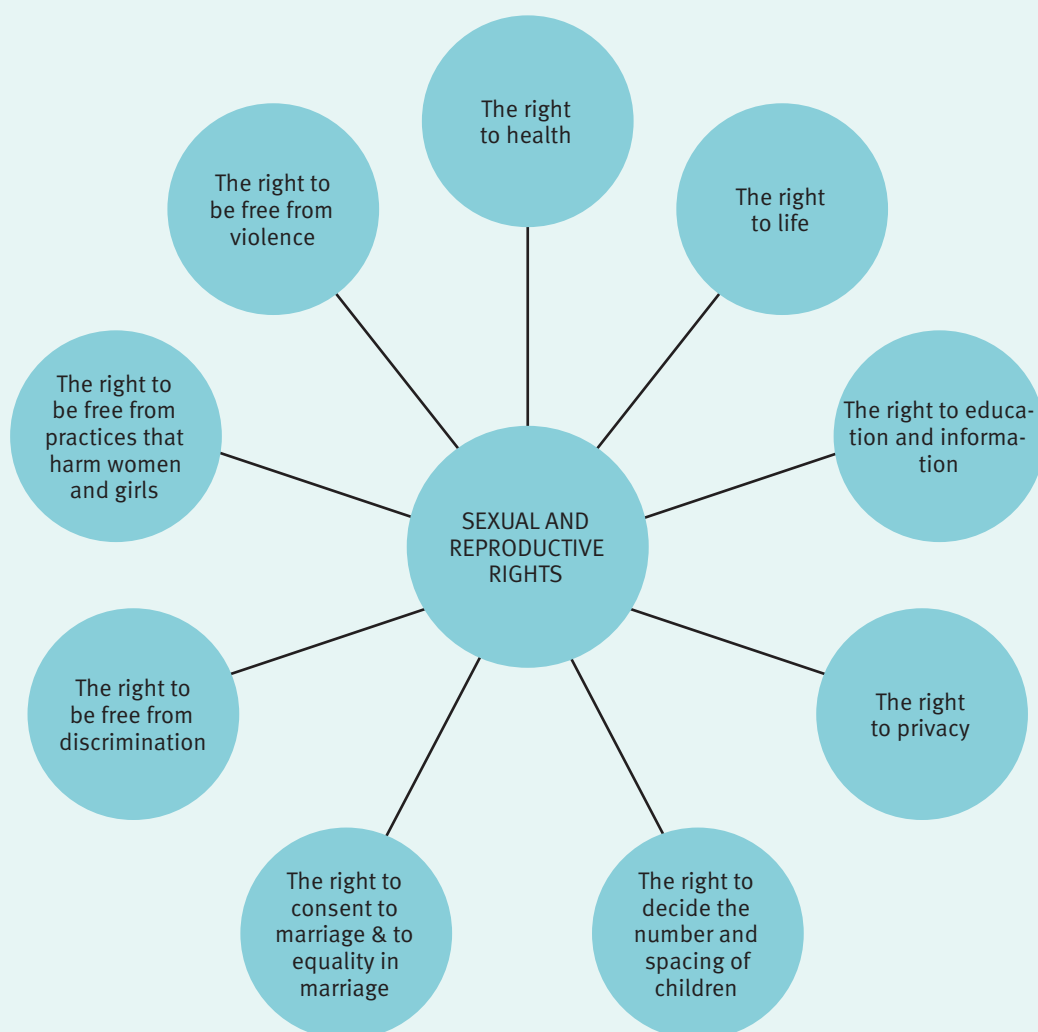 The right
to health
The right
to life
The right to educa-
tion and informa-
tion
The right
to privacy
The right to
decide the
number and
spacing of
children
The right to
consent to
marriage & to
equality in
marriage
The right to
be free from
discrimination
The right to
be free from
practices that
harm women
and girls
The right to
be free from
violence
SEXUAL AND
REPRODUCTIVE
RIGHTS